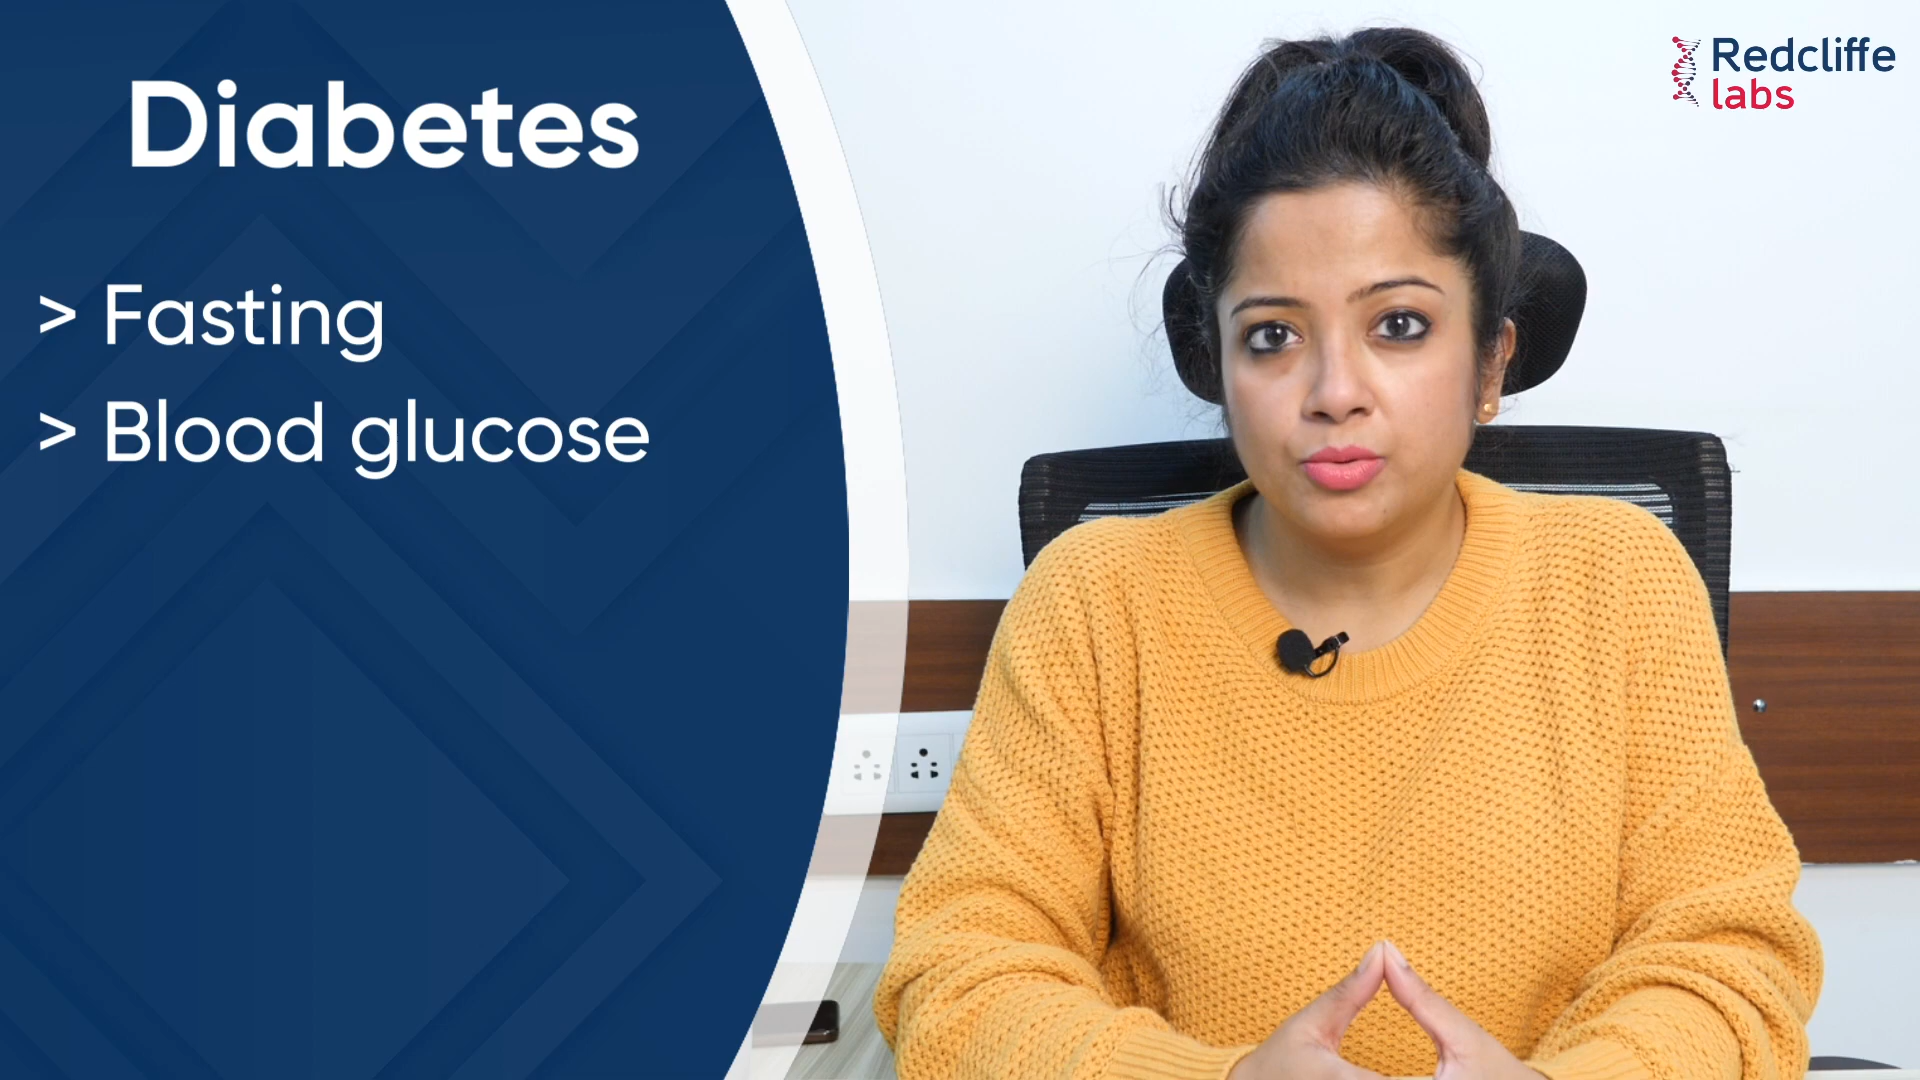 Diabetes
> Fasting
> Blood glucose
Redcliffe
labs